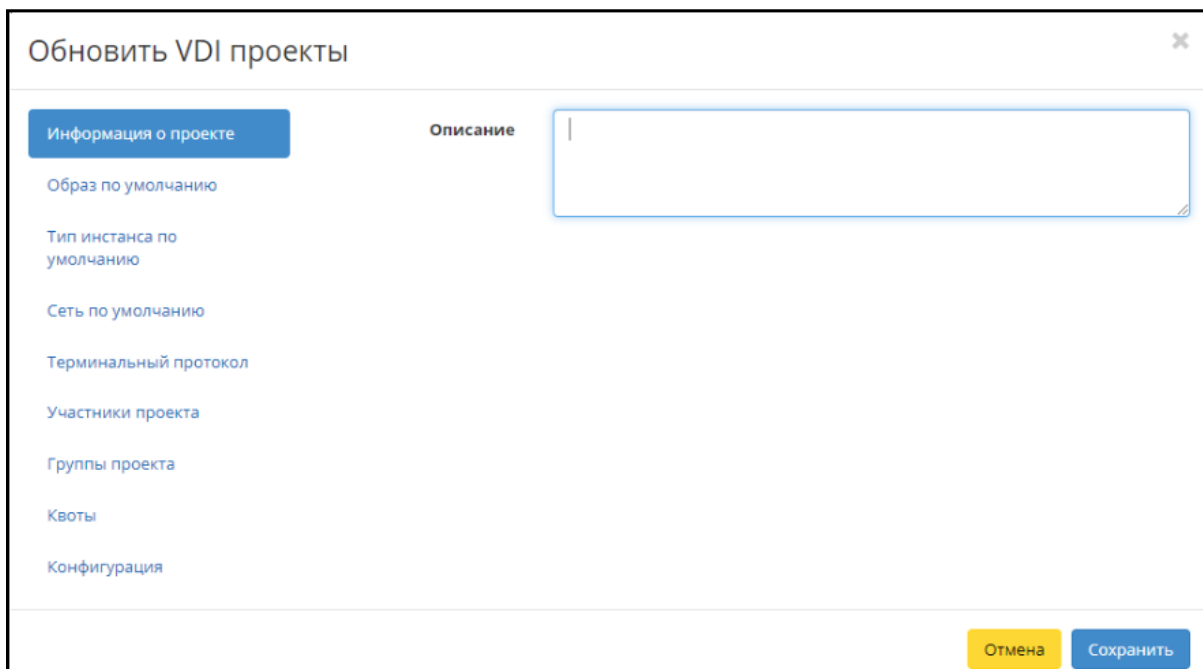 Обновить VDI проекты
×
Информация о проекте
Описание
Образ по умолчанию
Тип инстанса по
умолчанию
Сеть по умолчанию
Терминальный протокол
Участники проекта
Группы проекта
Квоты
Конфигурация
Отмена
Сохранить